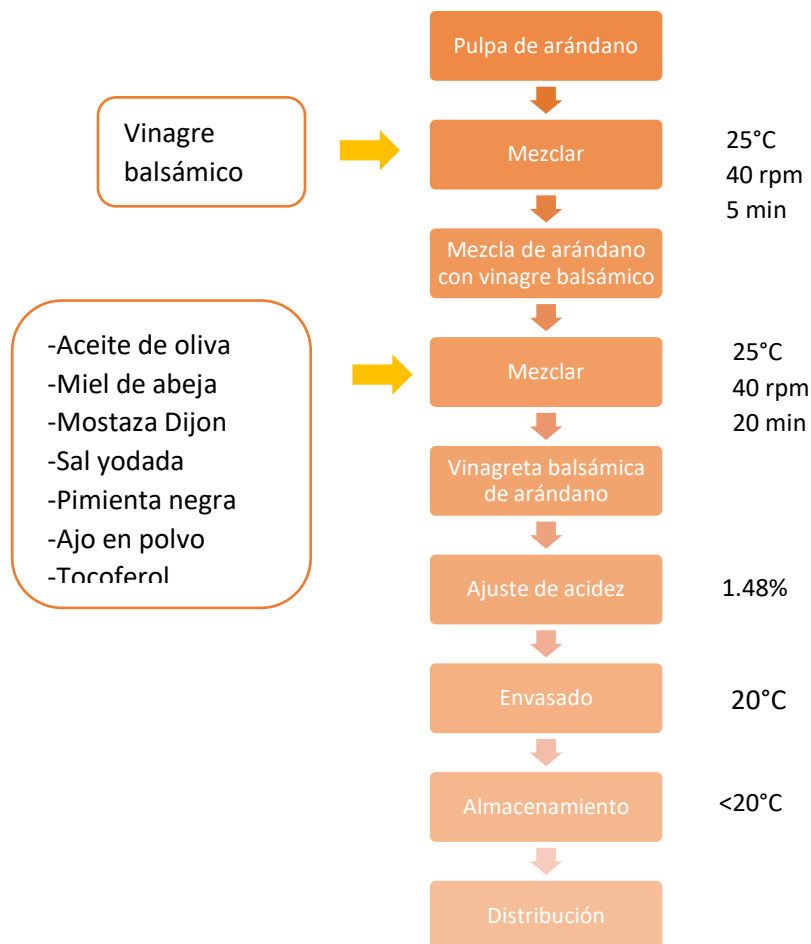 Pulpa de arándano
Vinagre
balsámico
Mezclar
25°C
40 rpm
5 min
Mezcla de arándano
con vinagre balsámico
-Aceite de oliva
-Miel de abeja
-Mostaza Dijon
-Sal yodada
-Pimienta negra
-Ajo en polvo
-Tocoferol
Mezclar
25°C
40 rpm
20 min
Vinagreta balsámica
de arándano
Ajuste de acidez
1.48%
Envasado
20°C
Almacenamiento
<20°C
Distribución